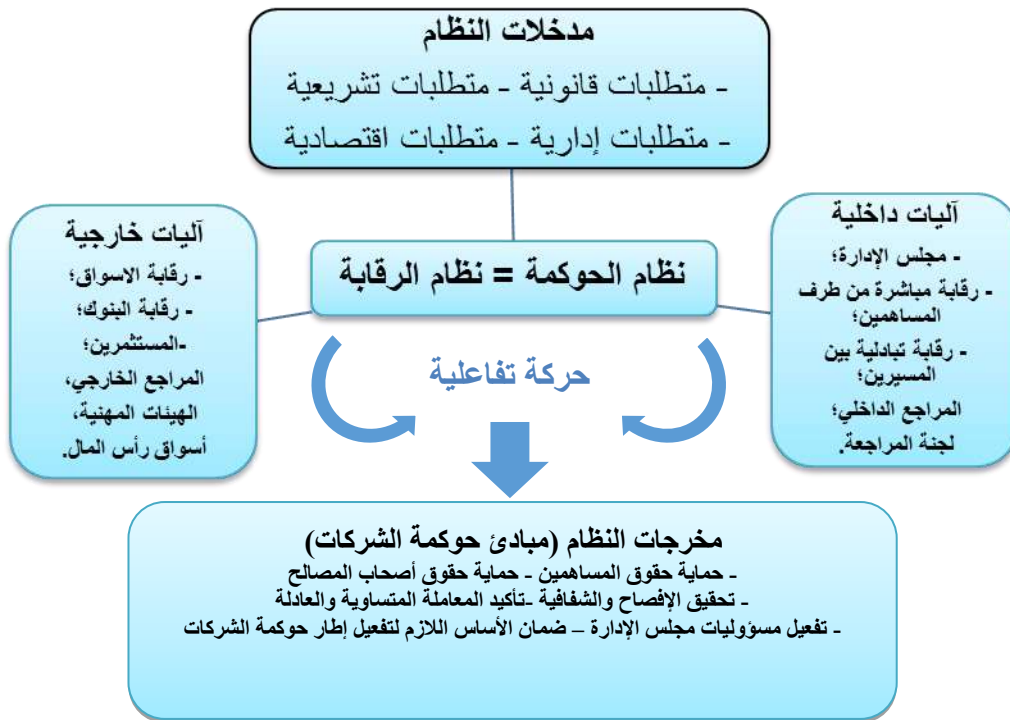 مدخلات النظام
- متطلبات قانونية - متطلبات تشريعية
- متطلبات إدارية - متطلبات اقتصادية
آليات داخلية
- مجلس الإدارة؛
- رقابة مباشرة من طرف
المساهمين؛
- رقابة تبادلية بين
المسيرين؛
المراجع الداخلي؛
لجنة المراجعة.
نظام الحوكمة = نظام الرقابة
آليات خارجية
- رقابة الاسواق؛
- رقابة البنوك؛
-المستثمرين؛
المراجع الخارجي،
الهيئات المهنية،
أسواق رأس المال.
حركة تفاعلية
مخرجات النظام (مبادئ حوكمة الشركات)
- حماية حقوق المساهمين - حماية حقوق أصحاب المصالح
- تحقيق الإفصاح والشفافية -تأكيد المعاملة المتساوية والعادلة
- تفعيل مسؤوليات مجلس الإدارة – ضمان الأساس اللازم لتفعيل إطار حوكمة الشركات